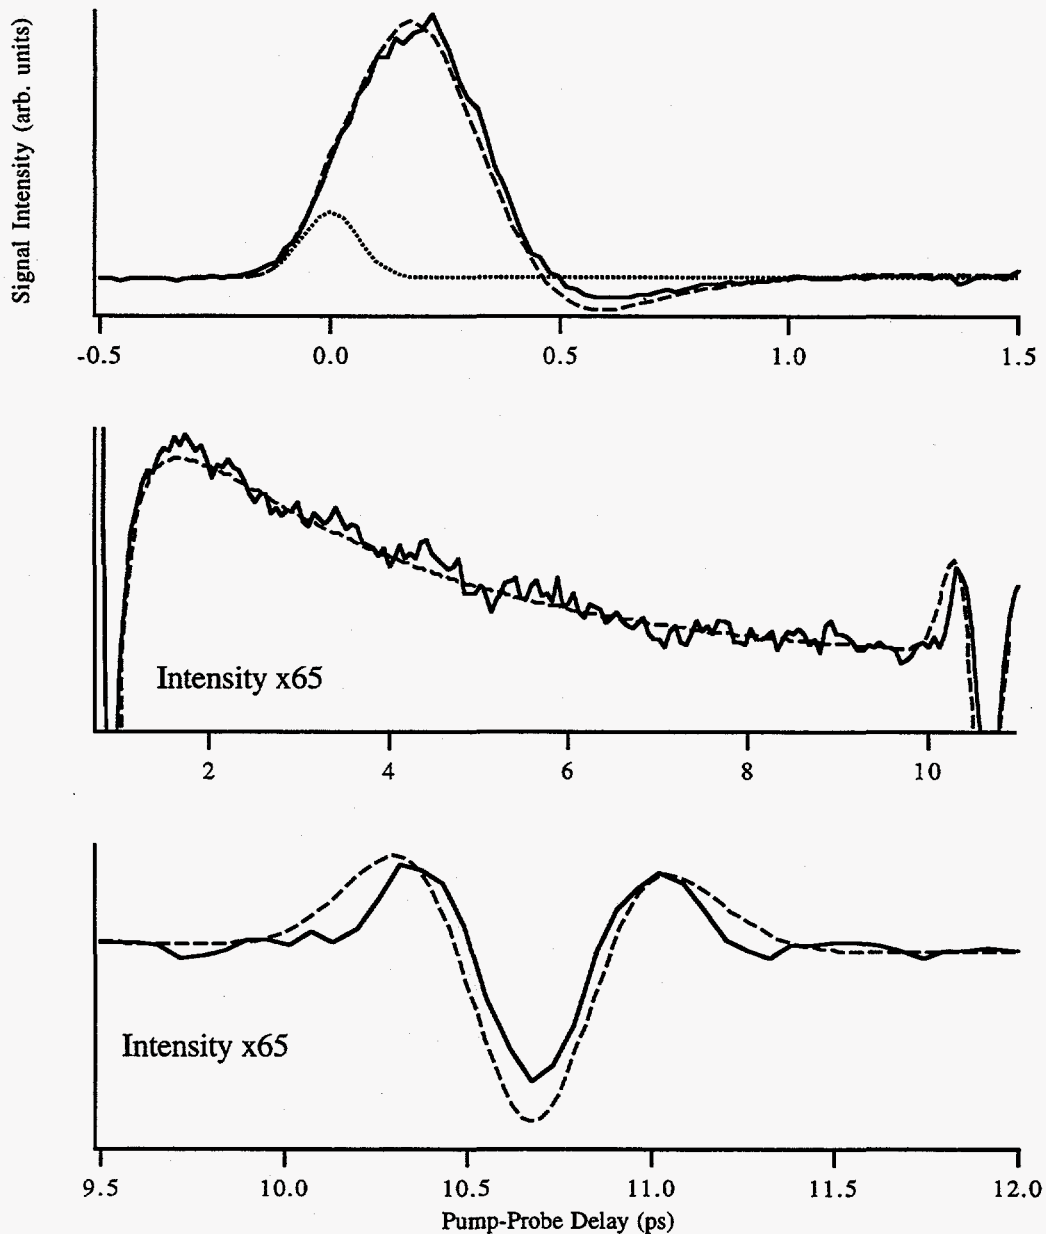 Signal Intensity (arb. units)
-0.5 0.0 0.5 1.0 1.5
Intensity x65
2 4 6 8 10
Intensity x65
9.5 10.0 10.5 11.0 11.5 12.0
Pump-Probe Delay (ps)